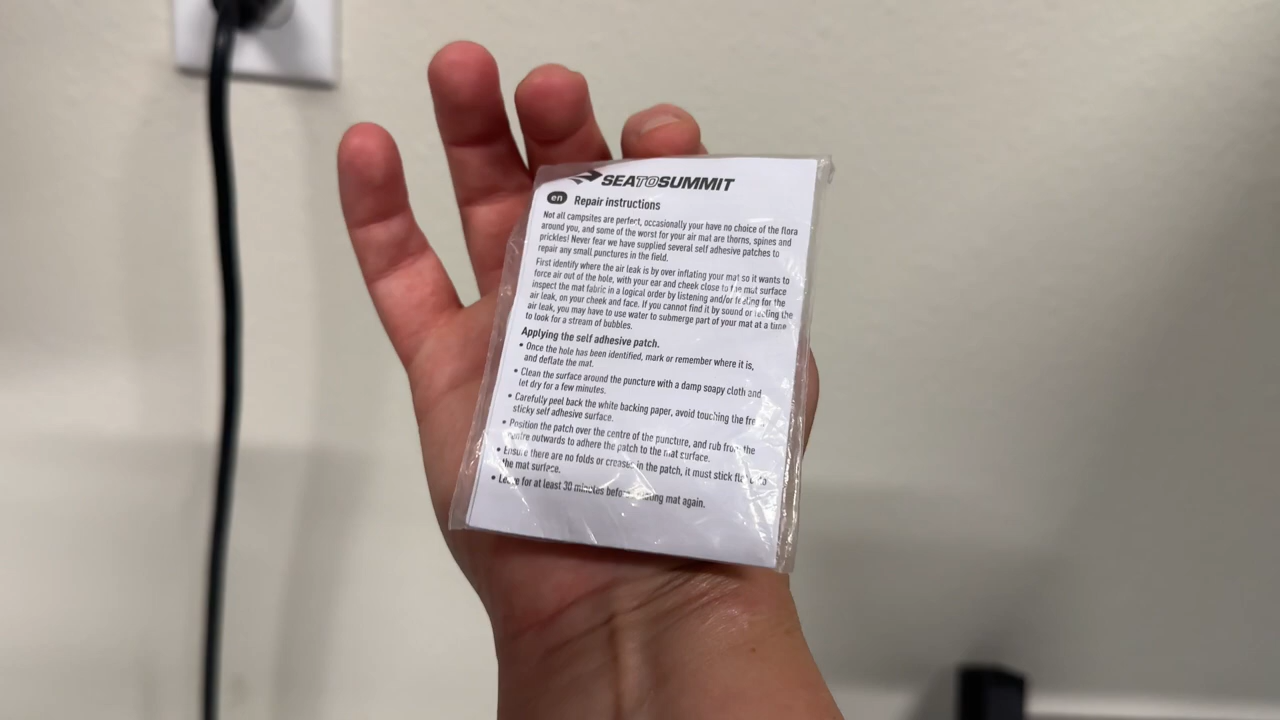 SEATOSUMMIT
en Repair instructions
Not all campsites are perfect, occasionally your have no choice of the flora
around you, and some of the worst for your air mat are thorns, spines and
prickles! Never fear we have supplied several self adhesive patches to
repair any small punctures in the field.
First identify where the air leak is by over inflating your mat so it wants to
force air out of the hole, with your ear and cheek close to the mat surface
inspect the mat fabric in a logical order by listening and/or feeling for the
air leak, on your cheek and face. If you cannot find it by sound or feeling the
air leak, you may have to use water to submerge part of your mat at a time
to look for a stream of bubbles.
Applying the self adhesive patch.
• Once the hole has been identified, mark or remember where it is,
and deflate the mat.
• Clean the surface around the puncture with a damp soapy cloth and
let dry for a few minutes.
• Carefully peel back the white backing paper, avoid touching the
sticky self adhesive surface.
• Position the patch over the centre of the puncture, and rub from the
centre outwards to adhere the patch to the mat surface.
• Ensure there are no folds or creases in the patch, it must stick
the mat surface.
• Leave for at least 30 minutes before mat again.